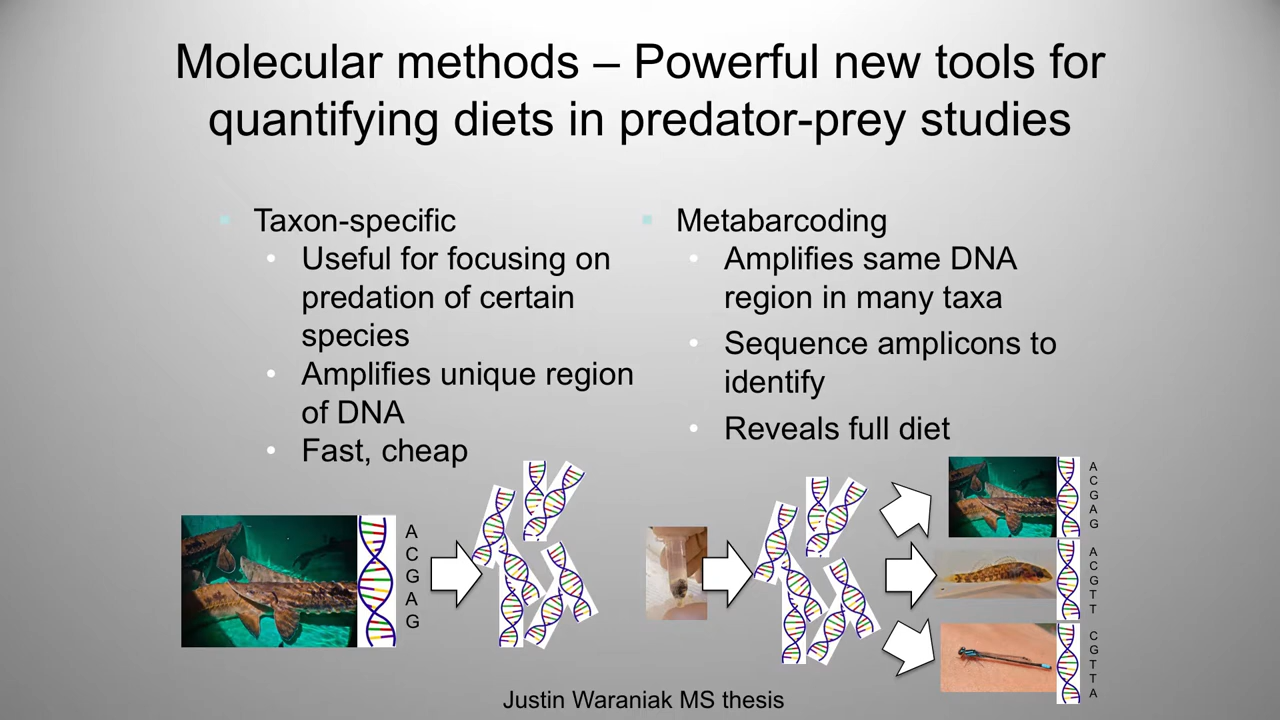 Molecular methods – Powerful new tools for
quantifying diets in predator-prey studies
Taxon-specific
Useful for focusing on
predation of certain
species
Amplifies unique region
of DNA
Fast, cheap
Metabarcoding
Amplifies same DNA
region in many taxa
Sequence amplicons to
identify
Reveals full diet
A
C
G
A
G
A
C
G
A
G
A
C
G
T
T
C
G
T
T
A
Justin Waraniak MS thesis